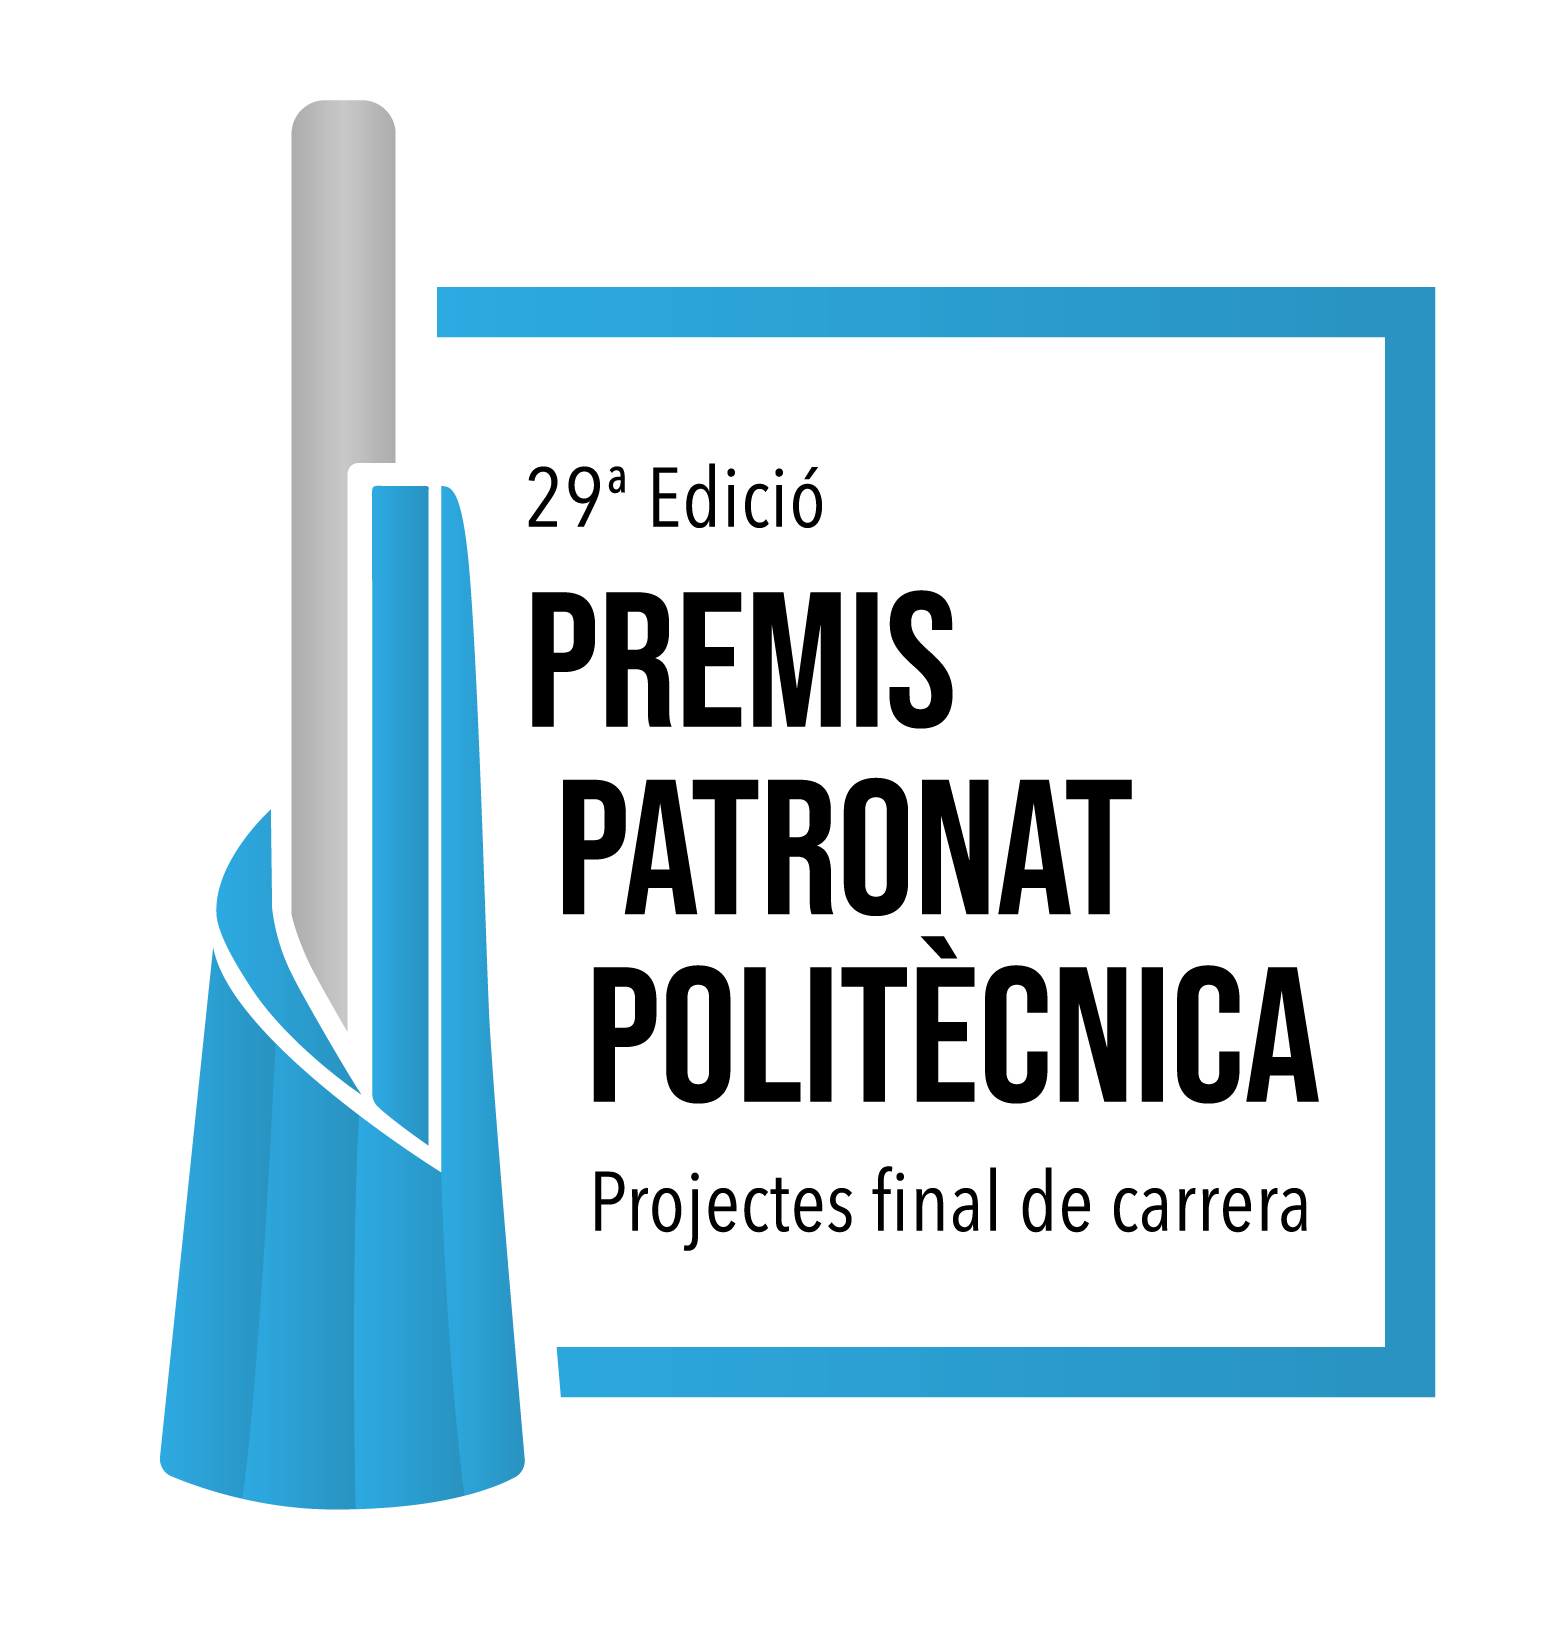 29ª Edició
PREMIS
PATRONAT
POLITÈCNICA
Projectes final de carrera